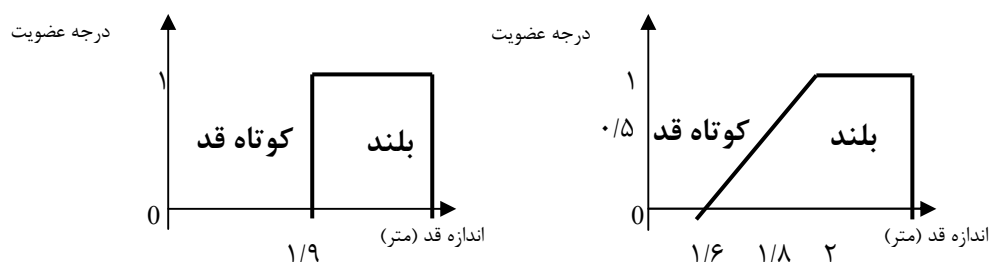 درجه عضویت
۱
کوتاه قد
بلند
0
اندازه قد (متر)
۱/۹
درجه عضویت
۱
۰/۵
کوتاه قد
بلند
0
اندازه قد (متر)
۱/۶ ۱/۸ ۲